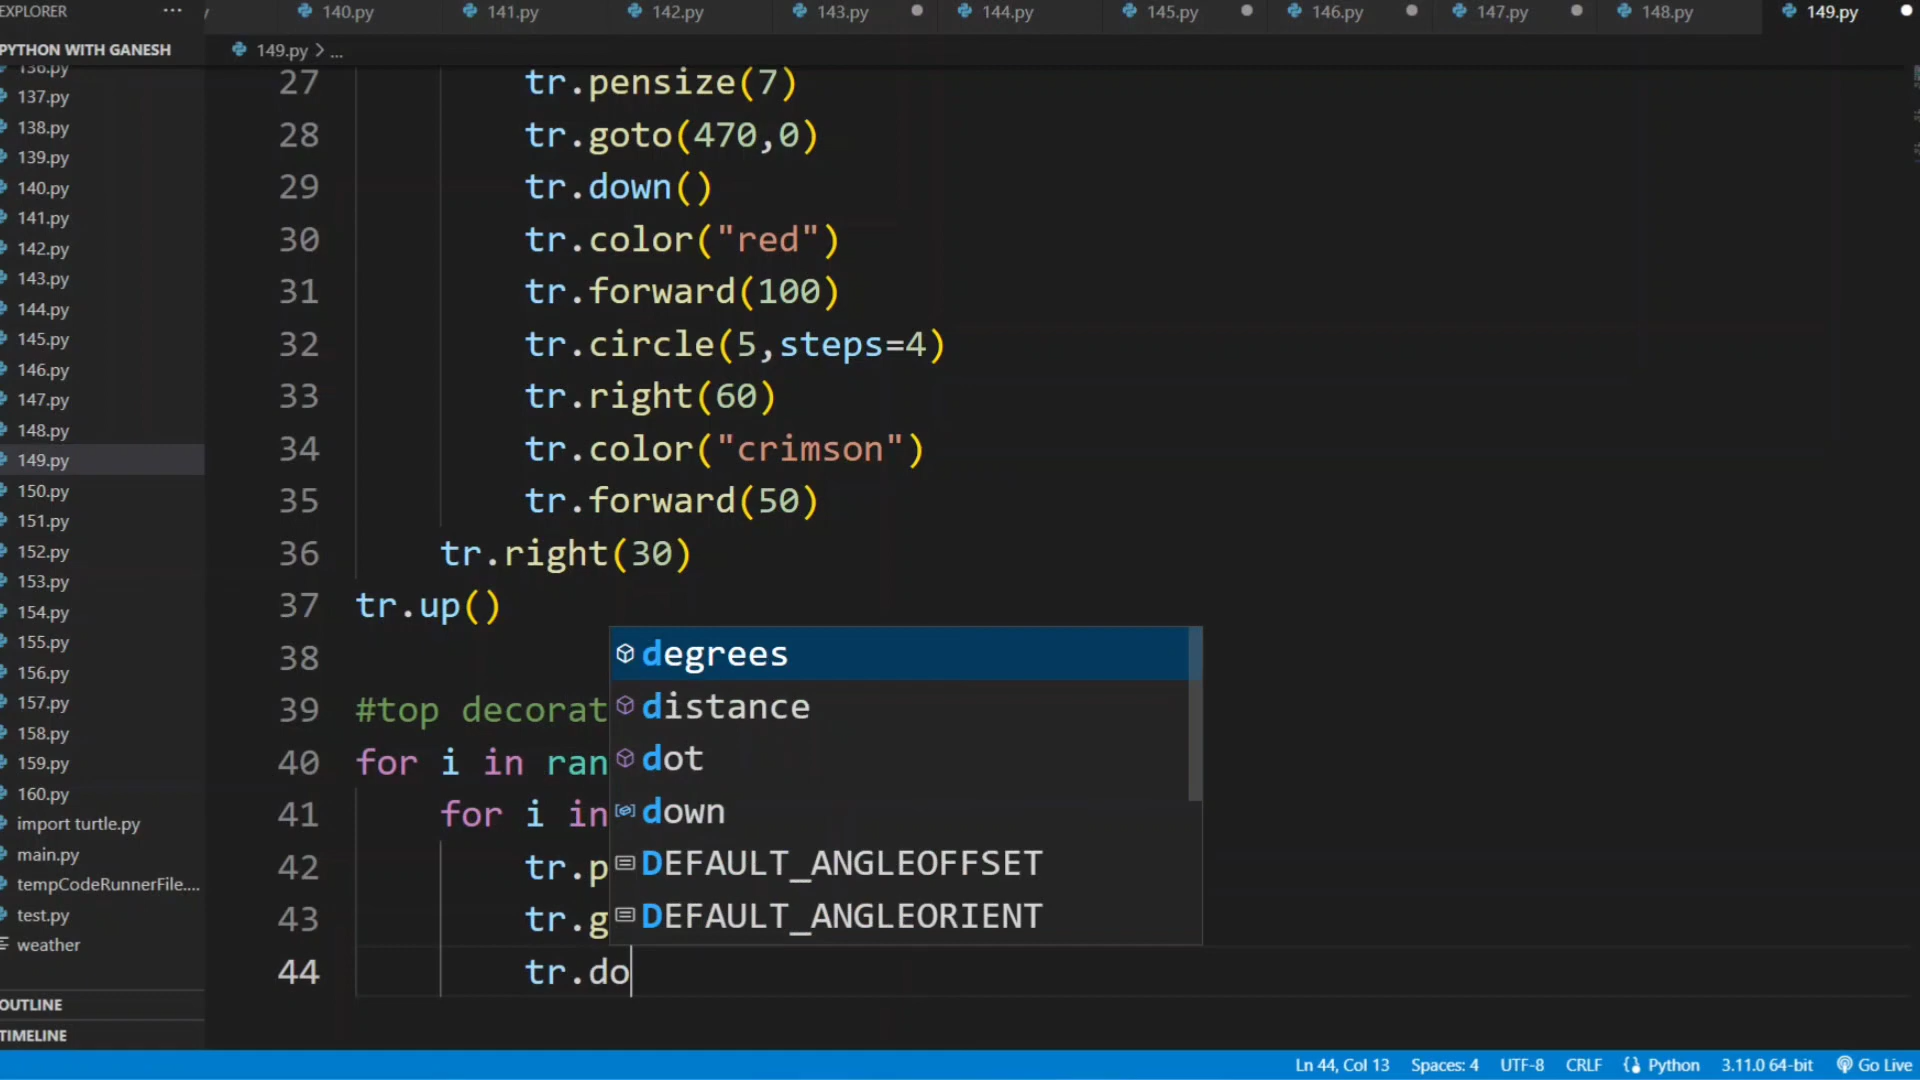 EXPLORER ...
140.py 141.py 142.py 143.py 144.py 145.py 146.py 147.py 148.py 149.py
PYTHON WITH GANESH
149.py > ...
136.py
137.py
138.py
139.py
140.py
141.py
142.py
143.py
144.py
145.py
146.py
147.py
148.py
149.py
150.py
151.py
152.py
153.py
154.py
155.py
156.py
157.py
158.py
159.py
160.py
import turtle.py
main.py
tempCodeRunnerFile....
test.py
weather
OUTLINE
TIMELINE
27 tr.pensize(7)
28 tr.goto(470,0)
29 tr.down()
30 tr.color("red")
31 tr.forward(100)
32 tr.circle(5,steps=4)
33 tr.right(60)
34 tr.color("crimson")
35 tr.forward(50)
36 tr.right(30)
37 tr.up()
38
39 #top decorat
40 for i in ran
41 for i in
42 tr.p
43 tr.g
44 tr.do
degrees
distance
dot
down
DEFAULT_ANGLEOFFSET
DEFAULT_ANGLEORIENT
Ln 44, Col 13 Spaces: 4 UTF-8 CRLF Python 3.11.0 64-bit Go Live